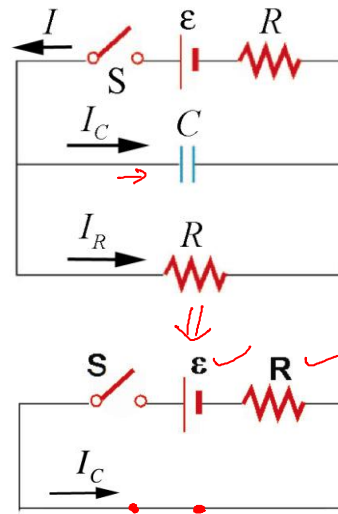 I ε R
S
I_C C
I_R R
S ε R
I_C